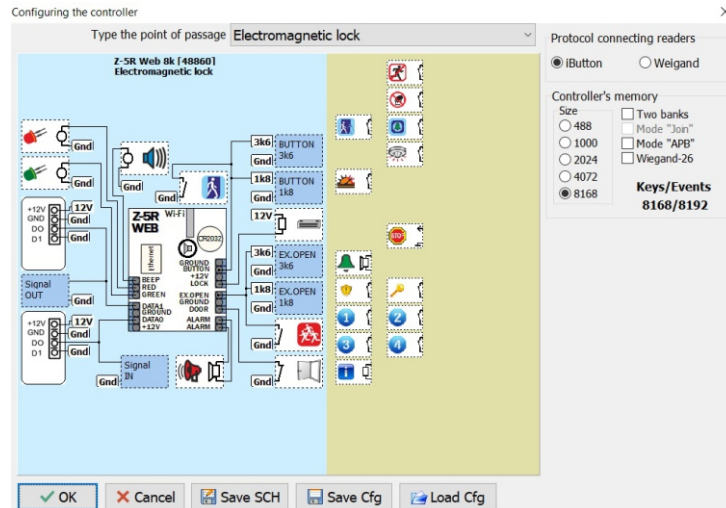 Configuring the controller
Type the point of passage Electromagnetic lock
Z-5R Web 8k [48860]
Electromagnetic lock
Gnd
Gnd
Gnd
Gnd
3k6
BUTTON
3k6
Gnd
1k8
BUTTON
1k8
Gnd
12V
+12V
GND
DO
D1
12V
Gnd
Gnd
Z-5R
WEB
Wi-Fi
CR2032
Ethernet
GROUND
BUTTON
+12V
LOCK
BEEP
RED
GREEN
EX.OPEN
GROUND
DOOR
DATA1
GROUND
DATA0
+12V
ALARM
ALARM
3k6
EX.OPEN
3k6
Gnd
1k8
EX.OPEN
1k8
Gnd
Signal
OUT
Gnd
+12V
GND
DO
D1
12V
Gnd
Gnd
Gnd
Signal
IN
Gnd
Gnd
STOP
1
2
3
4
Protocol connecting readers
iButton
Weigand
Controller's memory
Size
488
1000
2024
4072
8168
Two banks
Mode "Join"
Mode "APB"
Wiegand-26
Keys/Events
8168/8192
OK
Cancel
Save SCH
Save Cfg
Load Cfg